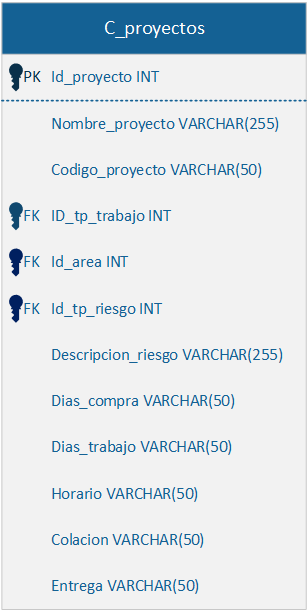 C_proyectos
PK Id_proyecto INT
Nombre_proyecto VARCHAR(255)
Codigo_proyecto VARCHAR(50)
FK ID_tp_trabajo INT
FK Id_area INT
FK Id_tp_riesgo INT
Descripcion_riesgo VARCHAR(255)
Dias_compra VARCHAR(50)
Dias_trabajo VARCHAR(50)
Horario VARCHAR(50)
Colacion VARCHAR(50)
Entrega VARCHAR(50)